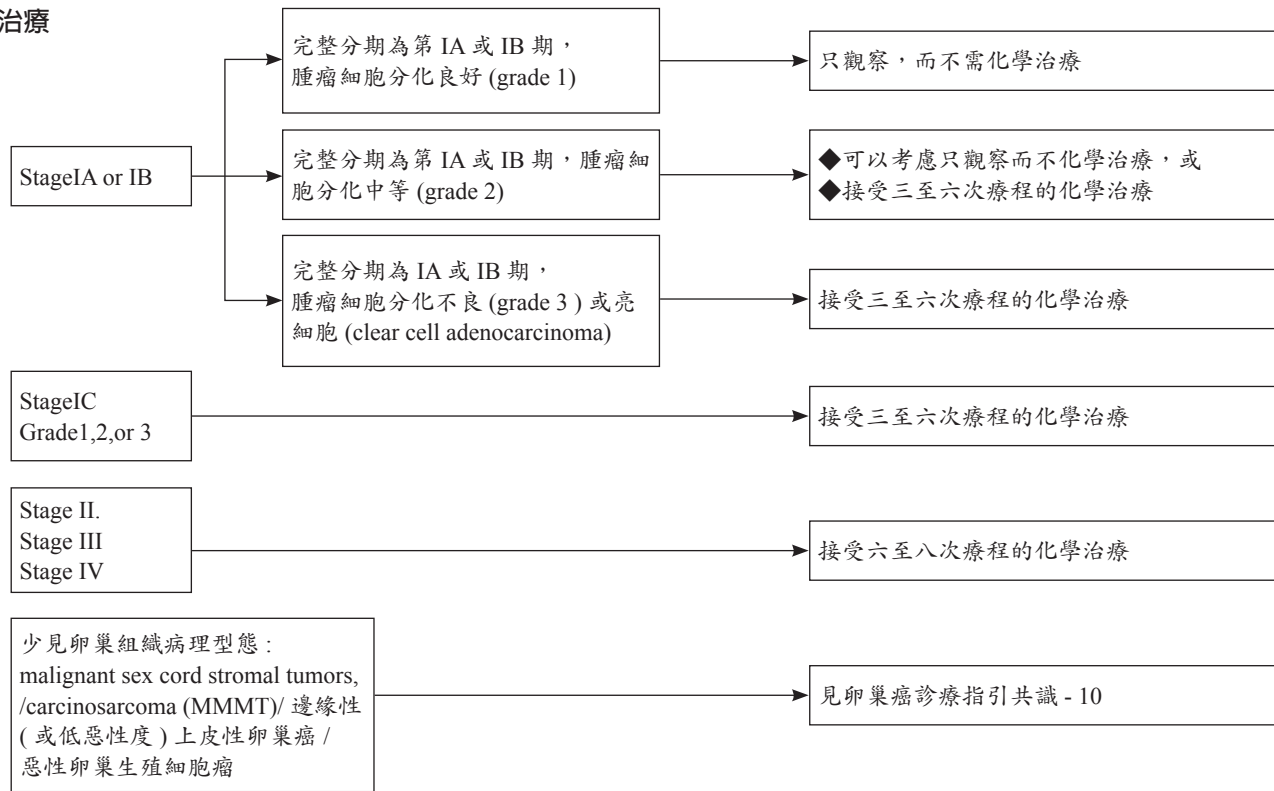 治療
完整分期為第 IA 或 IB 期，
腫瘤細胞分化良好 (grade 1)
只觀察，而不需化學治療
StageIA or IB
完整分期為第 IA 或 IB 期，腫瘤細
胞分化中等 (grade 2)
◆可以考慮只觀察而不化學治療，或
◆接受三至六次療程的化學治療
完整分期為 IA 或 IB 期，
腫瘤細胞分化不良 (grade 3 ) 或亮
細胞 (clear cell adenocarcinoma)
接受三至六次療程的化學治療
StageIC
Grade1,2,or 3
接受三至六次療程的化學治療
Stage II.
Stage III
Stage IV
接受六至八次療程的化學治療
少見卵巢組織病理型態 :
malignant sex cord stromal tumors,
/carcinosarcoma (MMMT)/ 邊緣性
( 或低惡性度 ) 上皮性卵巢癌 /
惡性卵巢生殖細胞瘤
見卵巢癌診療指引共識 - 10